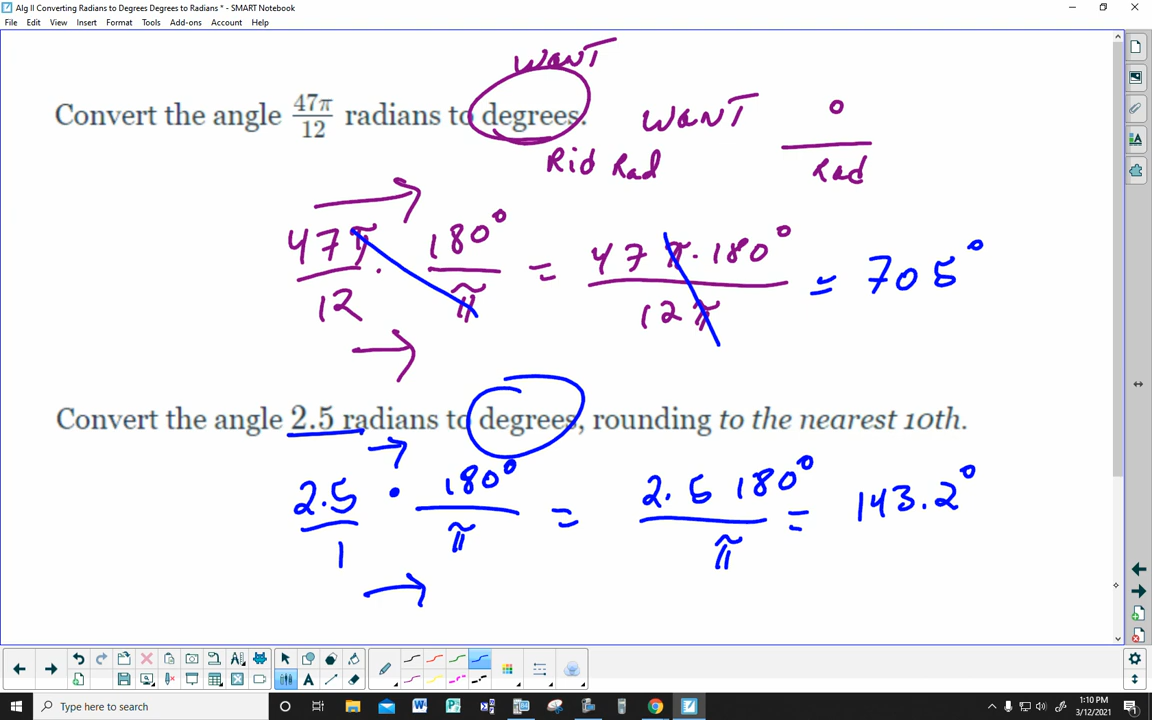 Alg II Converting Radians to Degrees Degrees to Radians * - SMART Notebook
File Edit View Insert Format Tools Add-ons Account Help
WANT
Convert the angle 47π/12 radians to degrees.
WANT °/Rad
Rid Rad
47π/12 · 180°/π = 47π·180°/12π = 705°
Convert the angle 2.5 radians to degrees, rounding to the nearest 10th.
2.5/1 · 180°/π = 2.5 180°/π = 143.2°
Type here to search
1:10 PM
3/12/2021